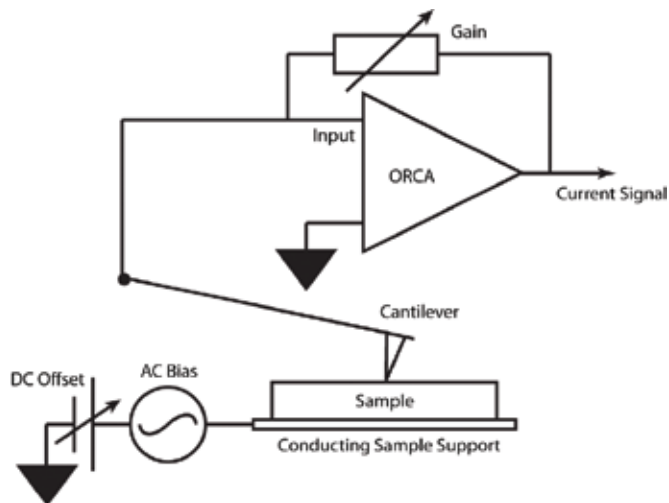 Gain
Input
ORCA
Current Signal
Cantilever
DC Offset
AC Bias
Sample
Conducting Sample Support